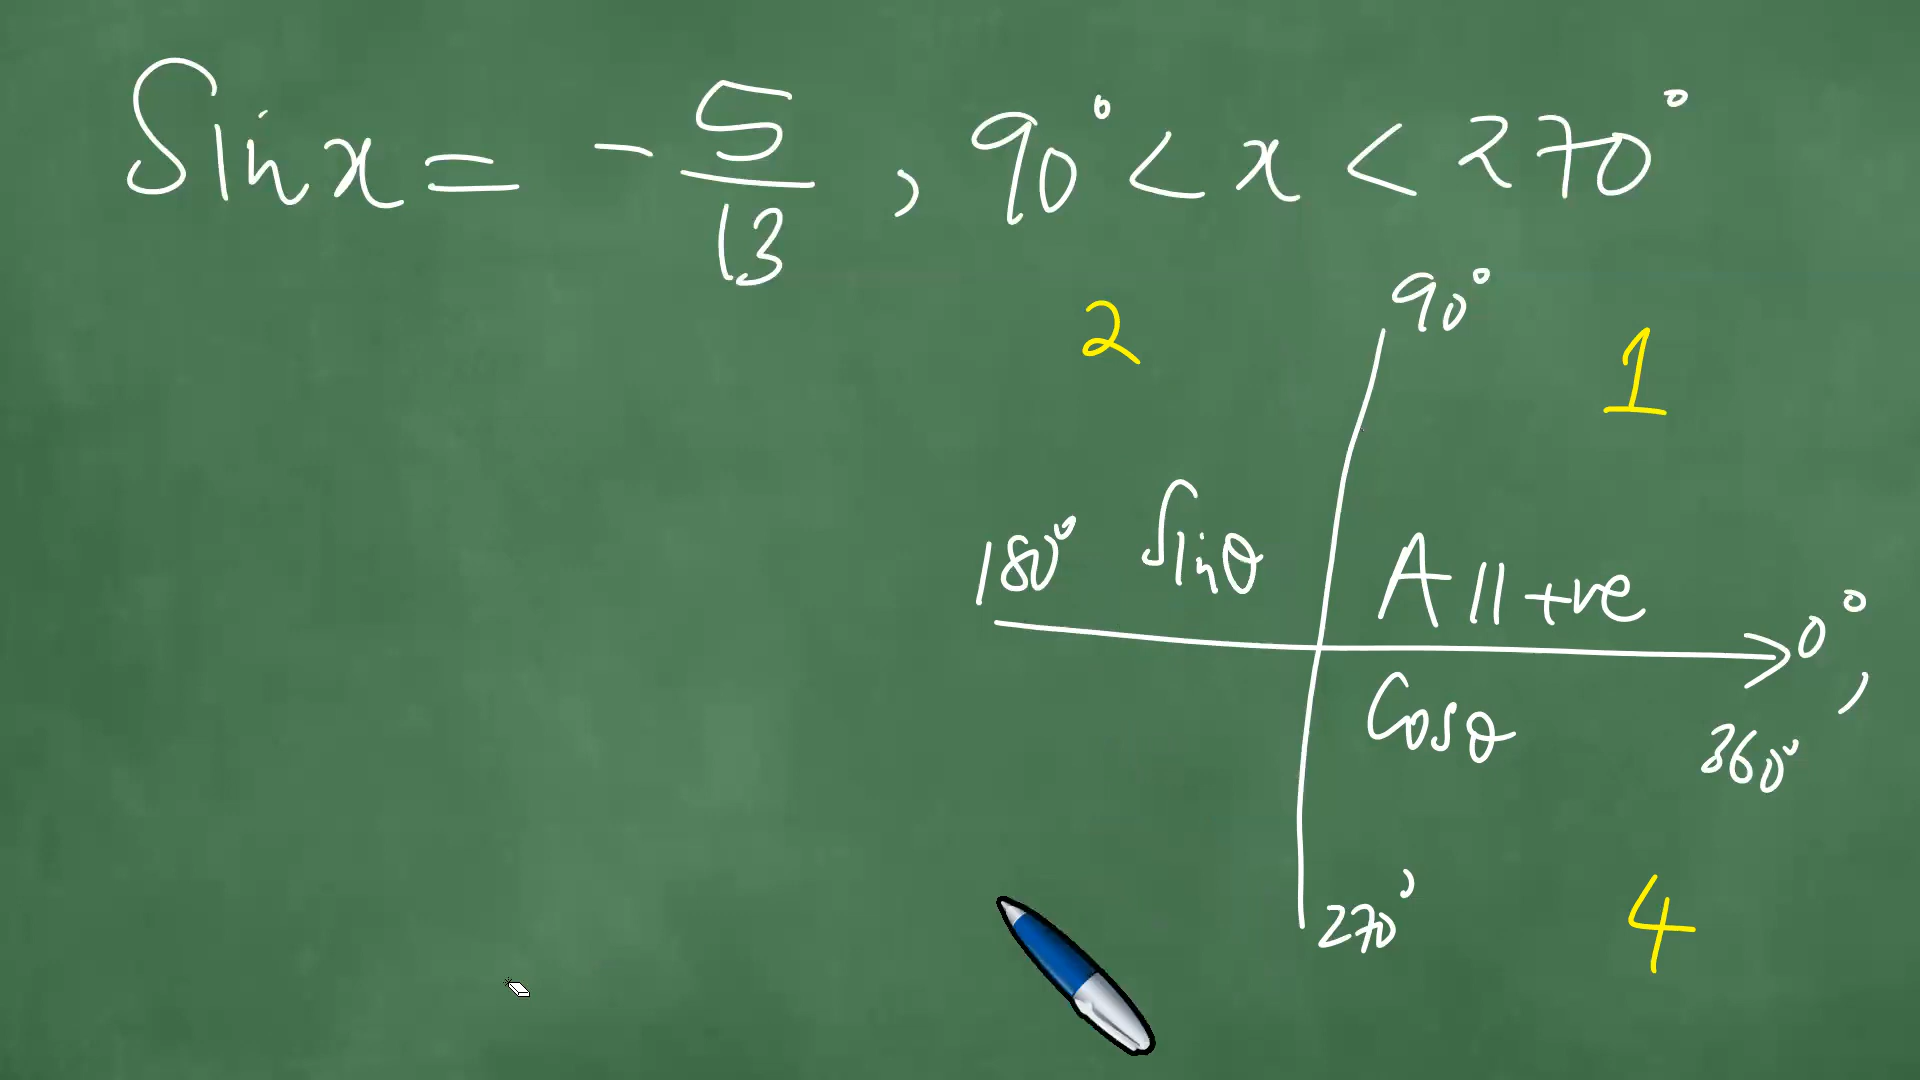 Sin x = - 5/13 , 90° < x < 270°
90°
2
1
180° Sinθ
All +ve
0° ,
Cosθ
360°
270°
4